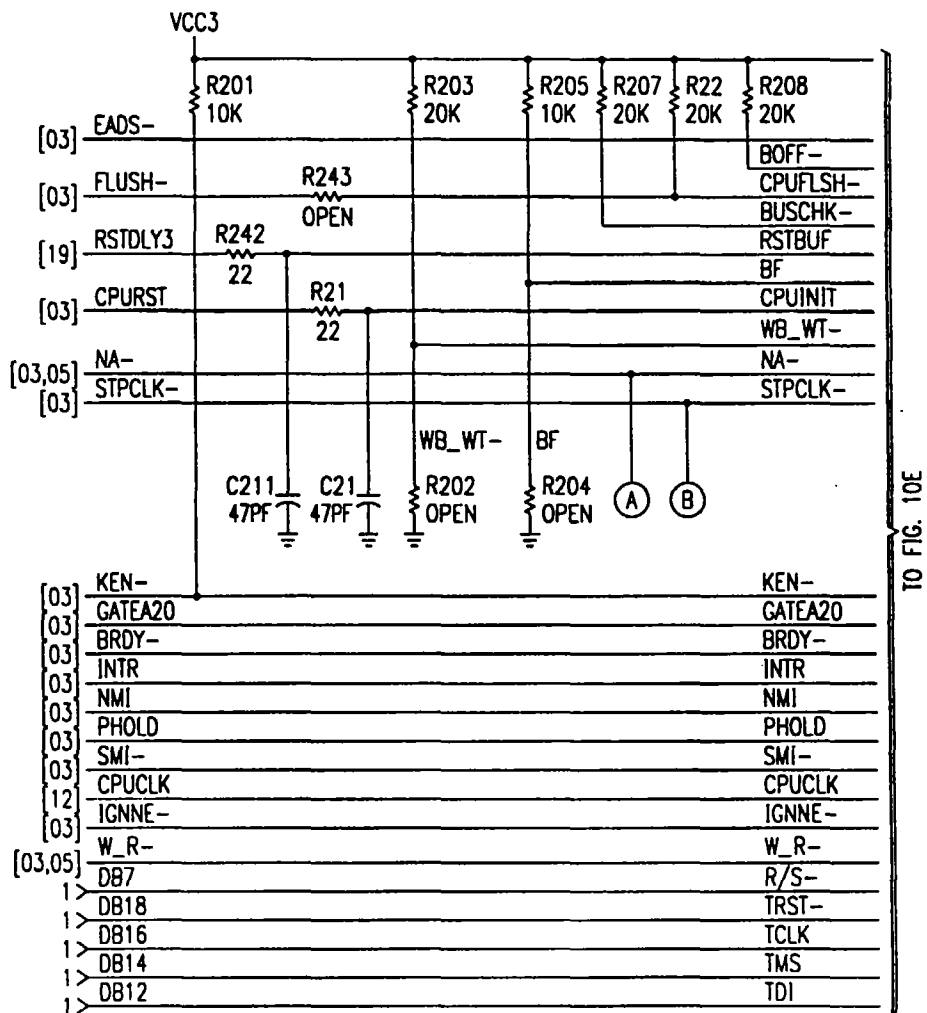 VCC3
R201 R203 R205 R207 R22 R208
10K 20K 10K 20K 20K 20K
[03] EADS-
BOFF-
[03] FLUSH- R243 CPUFLSH-
OPEN
BUSCHK-
[19] RSTDLY3 R242 RSTBUF
22
BF
[03] CPURST R21 CPUINIT
22
WB_WT-
[03,05] NA- NA-
[03] STPCLK- STPCLK-
WB_WT- BF
C211 C21 R202 R204 A B
47PF 47PF OPEN OPEN
TO FIG. 10E
[03] KEN- KEN-
[03] GATEA20 GATEA20
[03] BRDY- BRDY-
[03] INTR INTR
[03] NMI NMI
[03] PHOLD PHOLD
[03] SMI- SMI-
[12] CPUCLK CPUCLK
[03] IGNNE- IGNNE-
[03,05] W_R- W_R-
1 DB7 R/S-
1 DB18 TRST-
1 DB16 TCLK
1 DB14 TMS
1 DB12 TDI